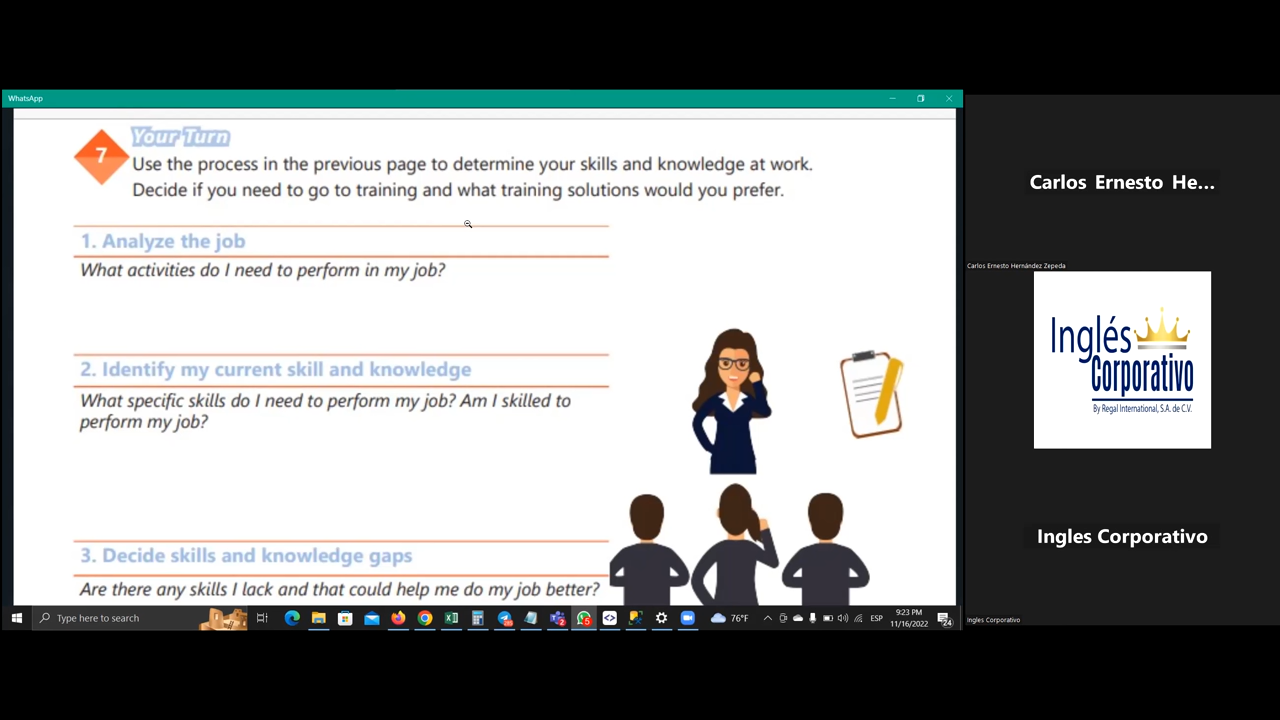 WhatsApp
7
Your Turn
Use the process in the previous page to determine your skills and knowledge at work.
Decide if you need to go to training and what training solutions would you prefer.
1. Analyze the job
What activities do I need to perform in my job?
2. Identify my current skill and knowledge
What specific skills do I need to perform my job? Am I skilled to
perform my job?
3. Decide skills and knowledge gaps
Are there any skills I lack and that could help me do my job better?
Carlos Ernesto He...
Carlos Ernesto Hernández Zepeda
Inglés
Corporativo
By Regal International, S.A. de C.V.
Ingles Corporativo
Ingles Corporativo
Type here to search
5
76°F
ESP
9:23 PM
11/16/2022
24